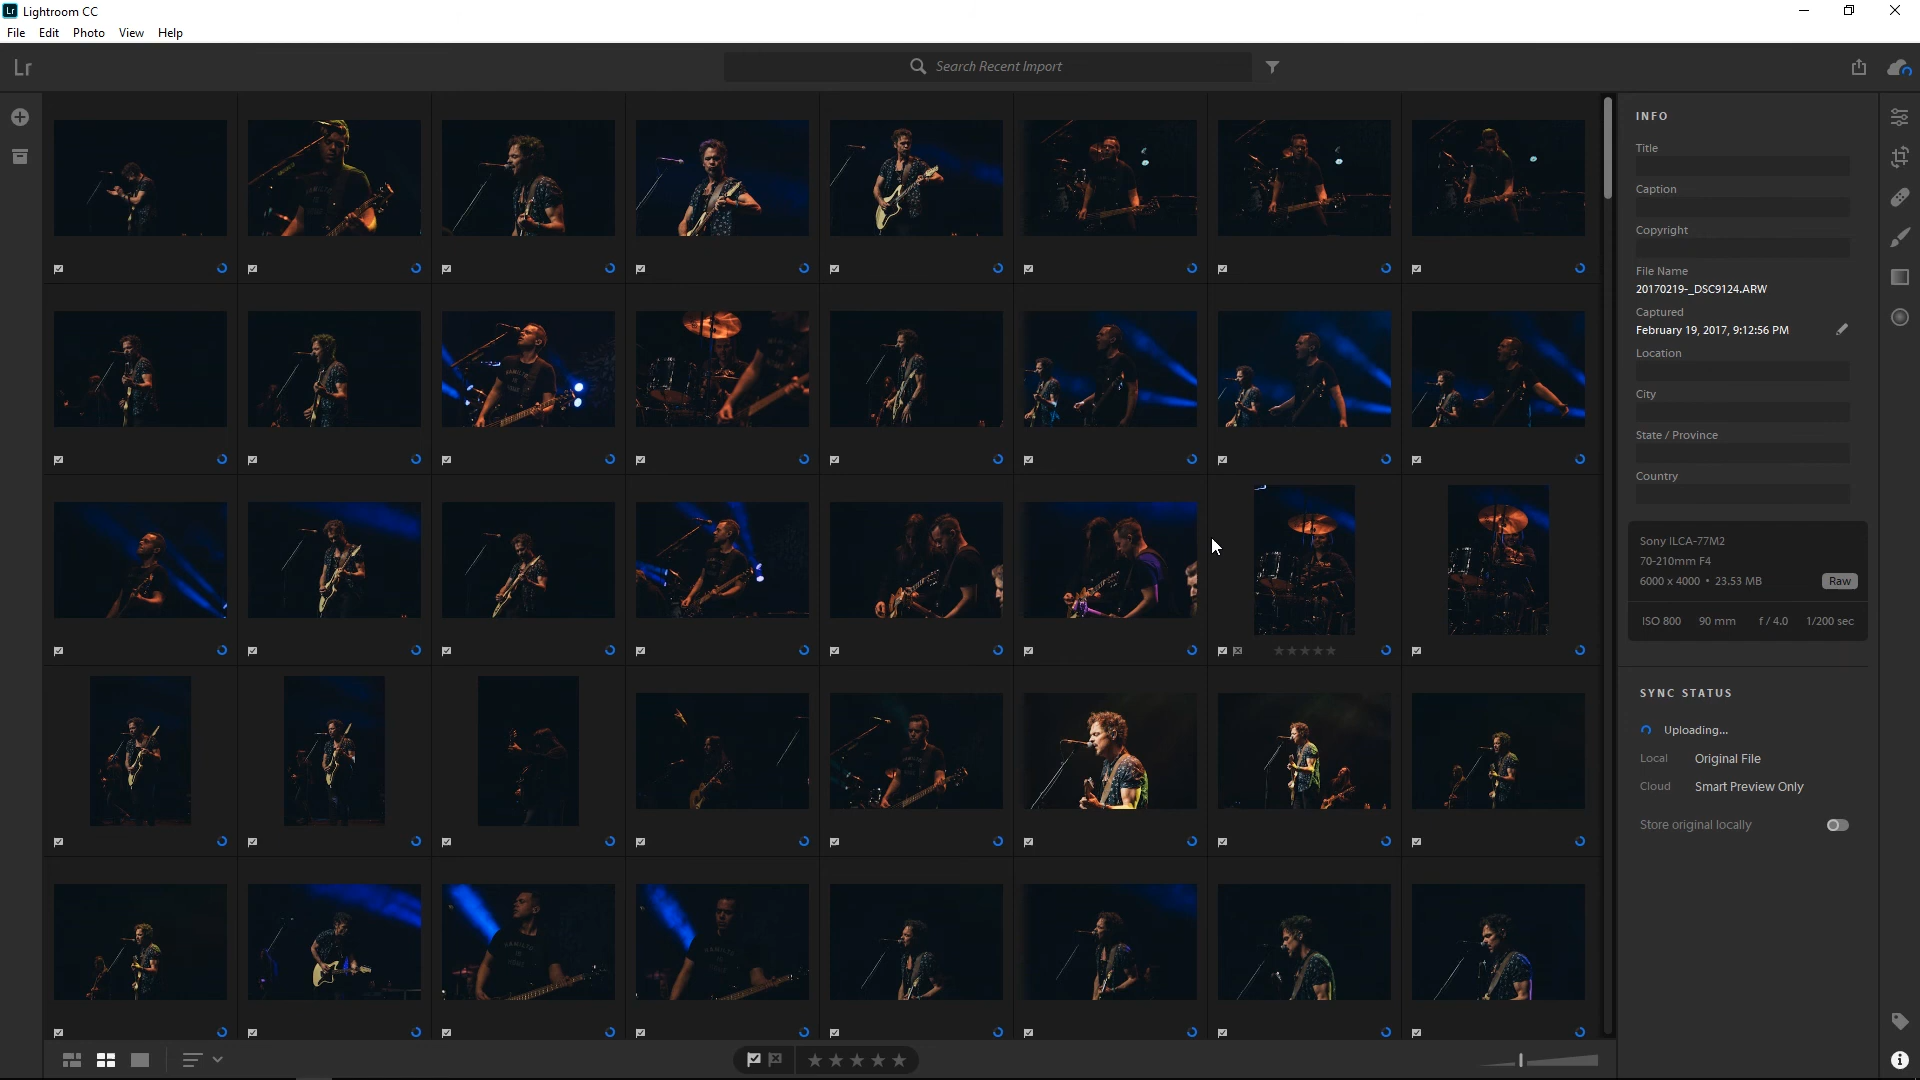 Lr Lightroom CC
File Edit Photo View Help
Lr Search Recent Import
INFO
Title
Caption
Copyright
File Name
20170219-_DSC9124.ARW
Captured
February 19, 2017, 9:12:56 PM
Location
City
State / Province
Country
Sony ILCA-77M2
70-210mm F4
6000 x 4000 • 23.53 MB Raw
ISO 800 90 mm f / 4.0 1/200 sec
SYNC STATUS
Uploading...
Local Original File
Cloud Smart Preview Only
Store original locally